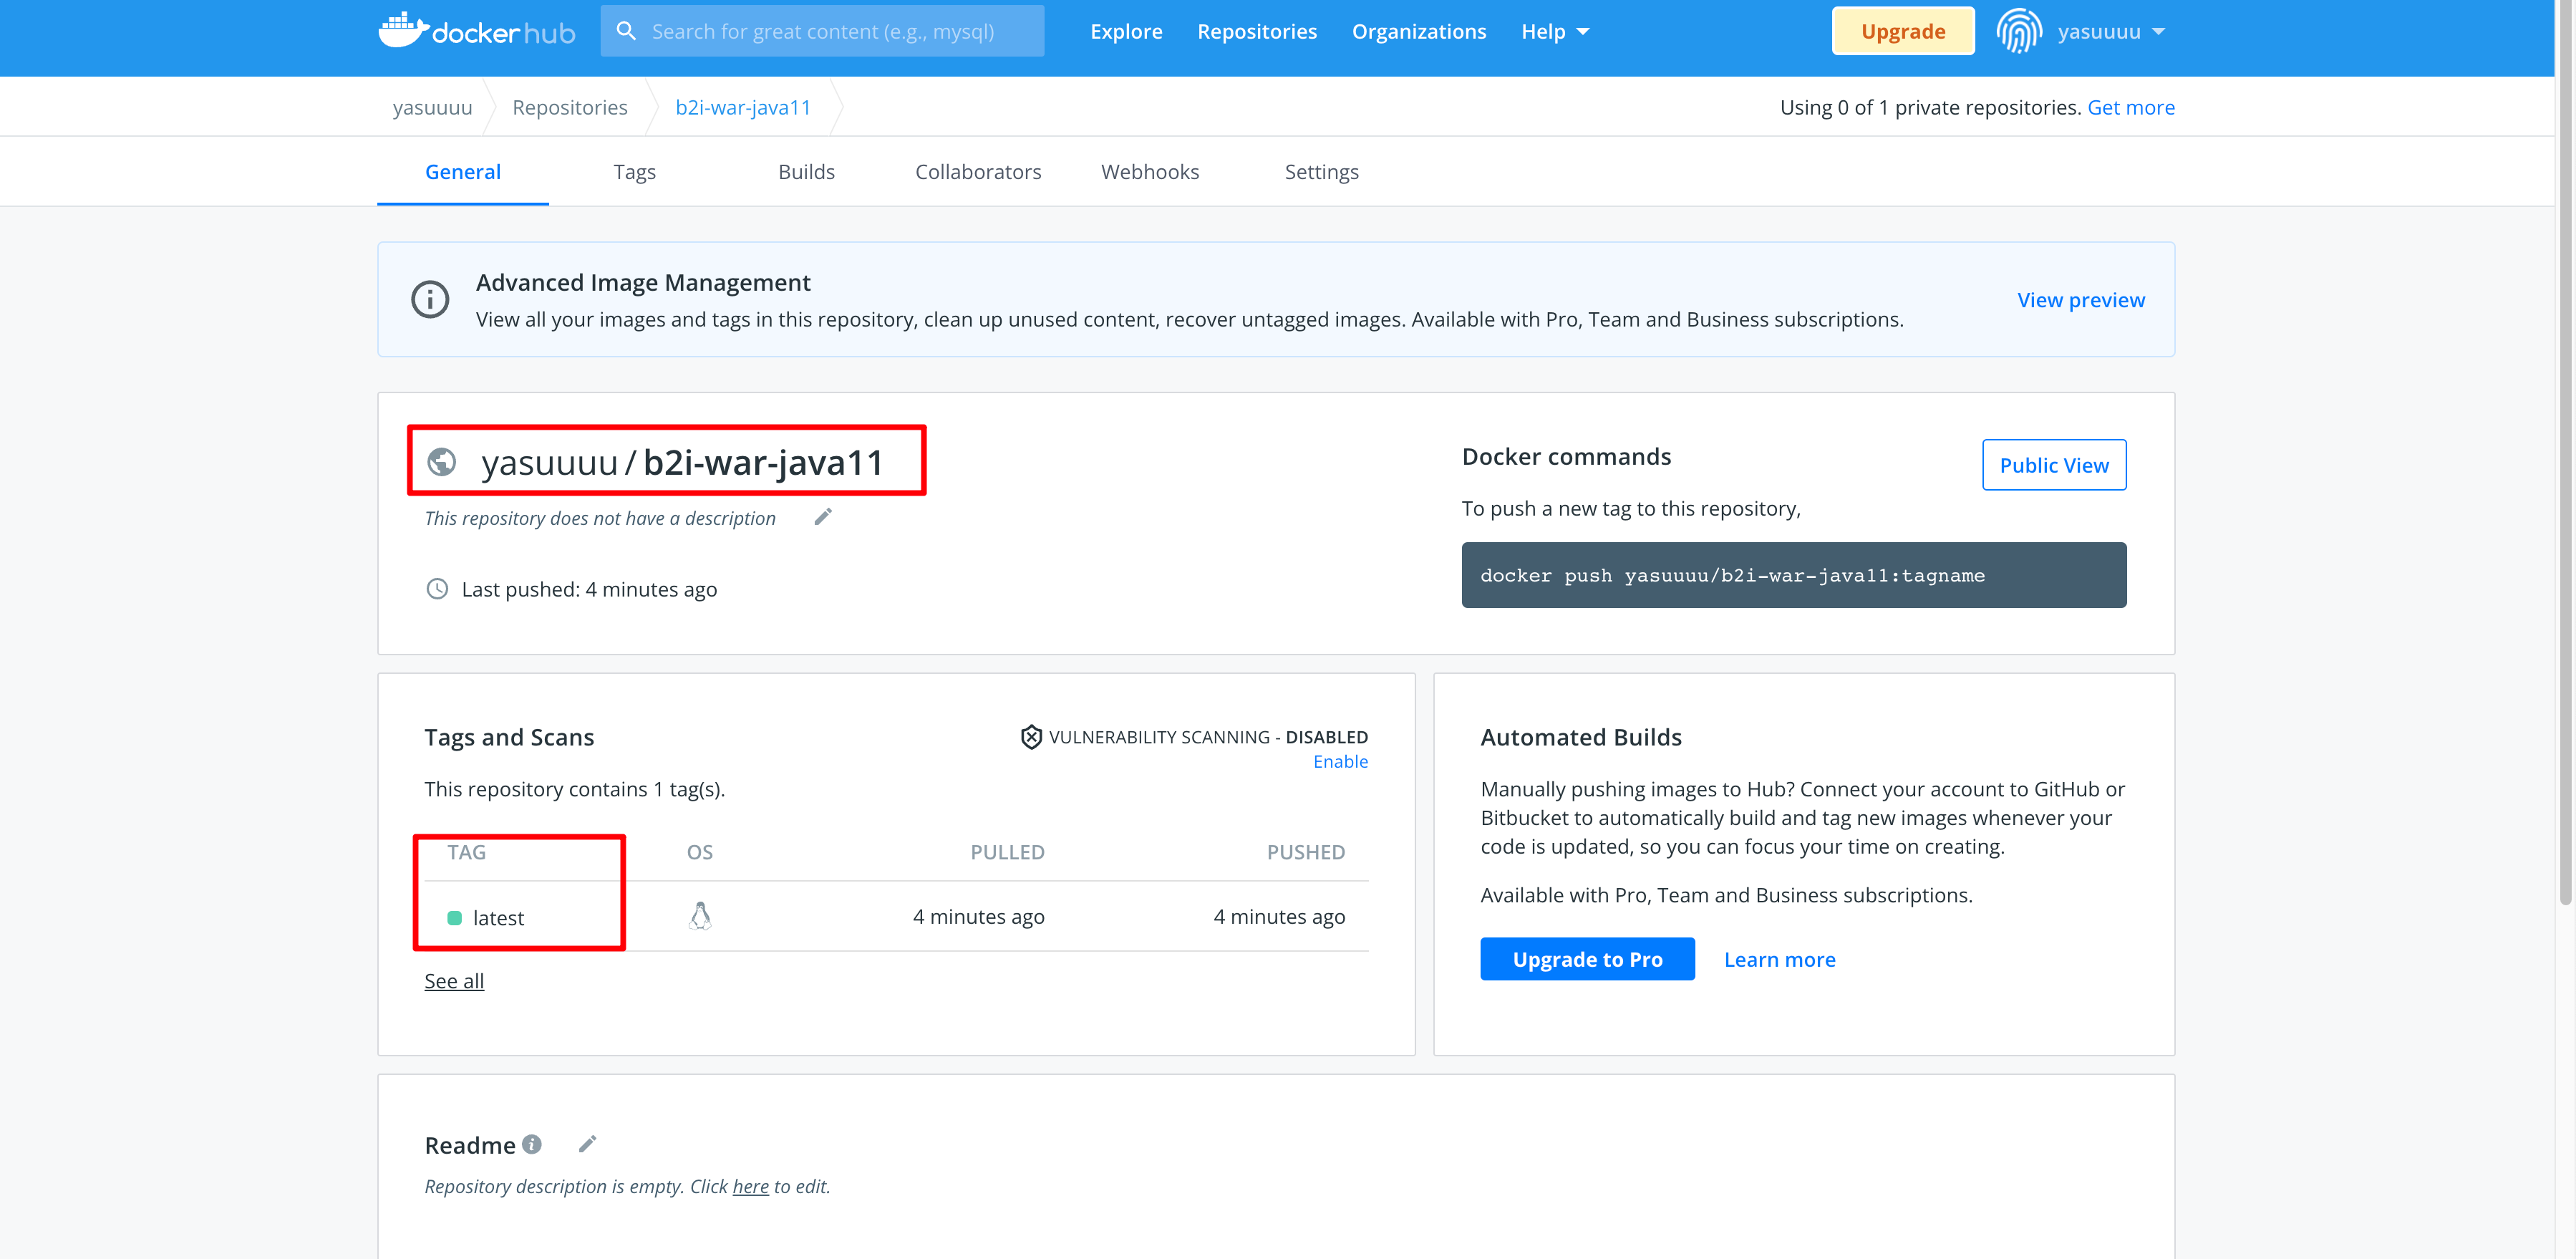 docker hub
Search for great content (e.g., mysql)
Explore
Repositories
Organizations
Help
Upgrade
yasuuuu
yasuuuu
Repositories
b2i-war-java11
Using 0 of 1 private repositories. Get more
General
Tags
Builds
Collaborators
Webhooks
Settings
Advanced Image Management
View all your images and tags in this repository, clean up unused content, recover untagged images. Available with Pro, Team and Business subscriptions.
View preview
yasuuuu / b2i-war-java11
This repository does not have a description
Last pushed: 4 minutes ago
Docker commands
Public View
To push a new tag to this repository,
docker push yasuuuu/b2i-war-java11:tagname
Tags and Scans
VULNERABILITY SCANNING - DISABLED
Enable
This repository contains 1 tag(s).
TAG OS PULLED PUSHED
latest 4 minutes ago 4 minutes ago
See all
Automated Builds
Manually pushing images to Hub? Connect your account to GitHub or
Bitbucket to automatically build and tag new images whenever your
code is updated, so you can focus your time on creating.
Available with Pro, Team and Business subscriptions.
Upgrade to Pro
Learn more
Readme
Repository description is empty. Click here to edit.